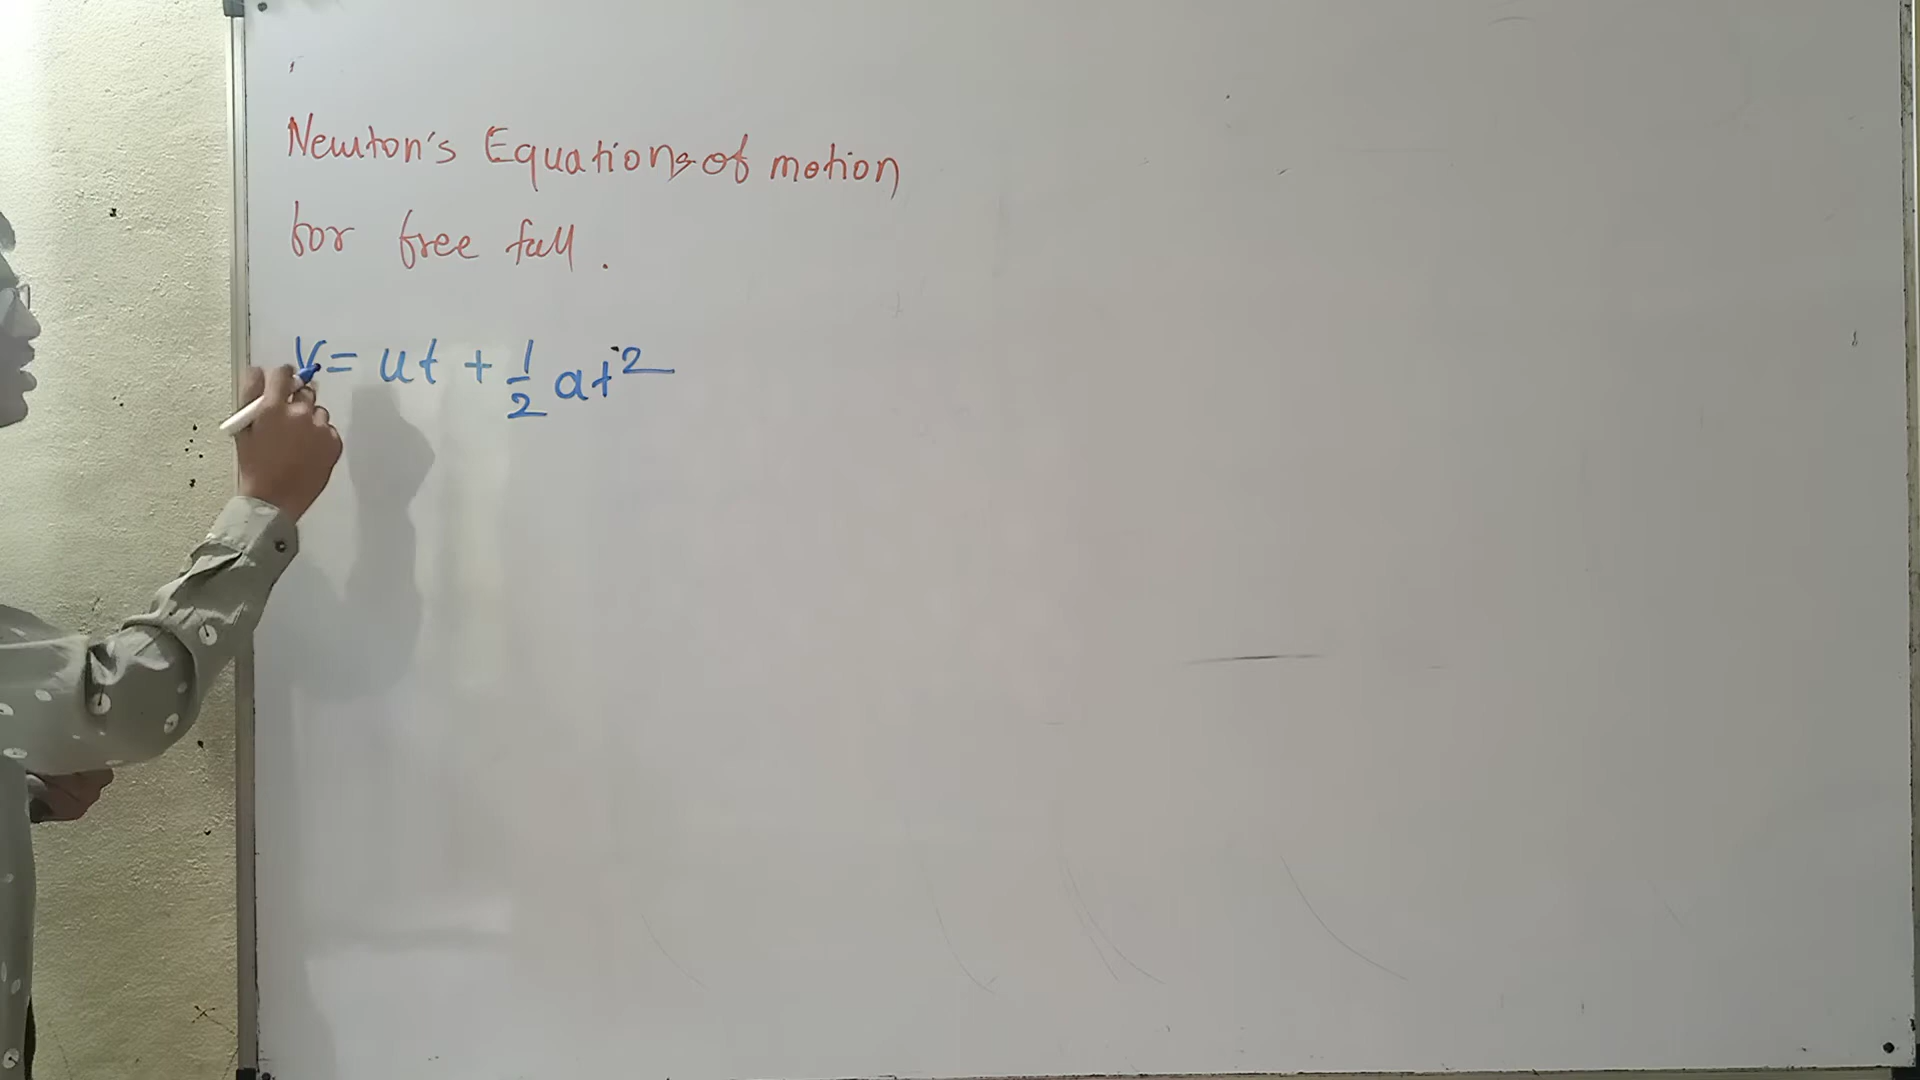 Newton's Equations of motion
for free fall.
V = ut + 1/2 at²